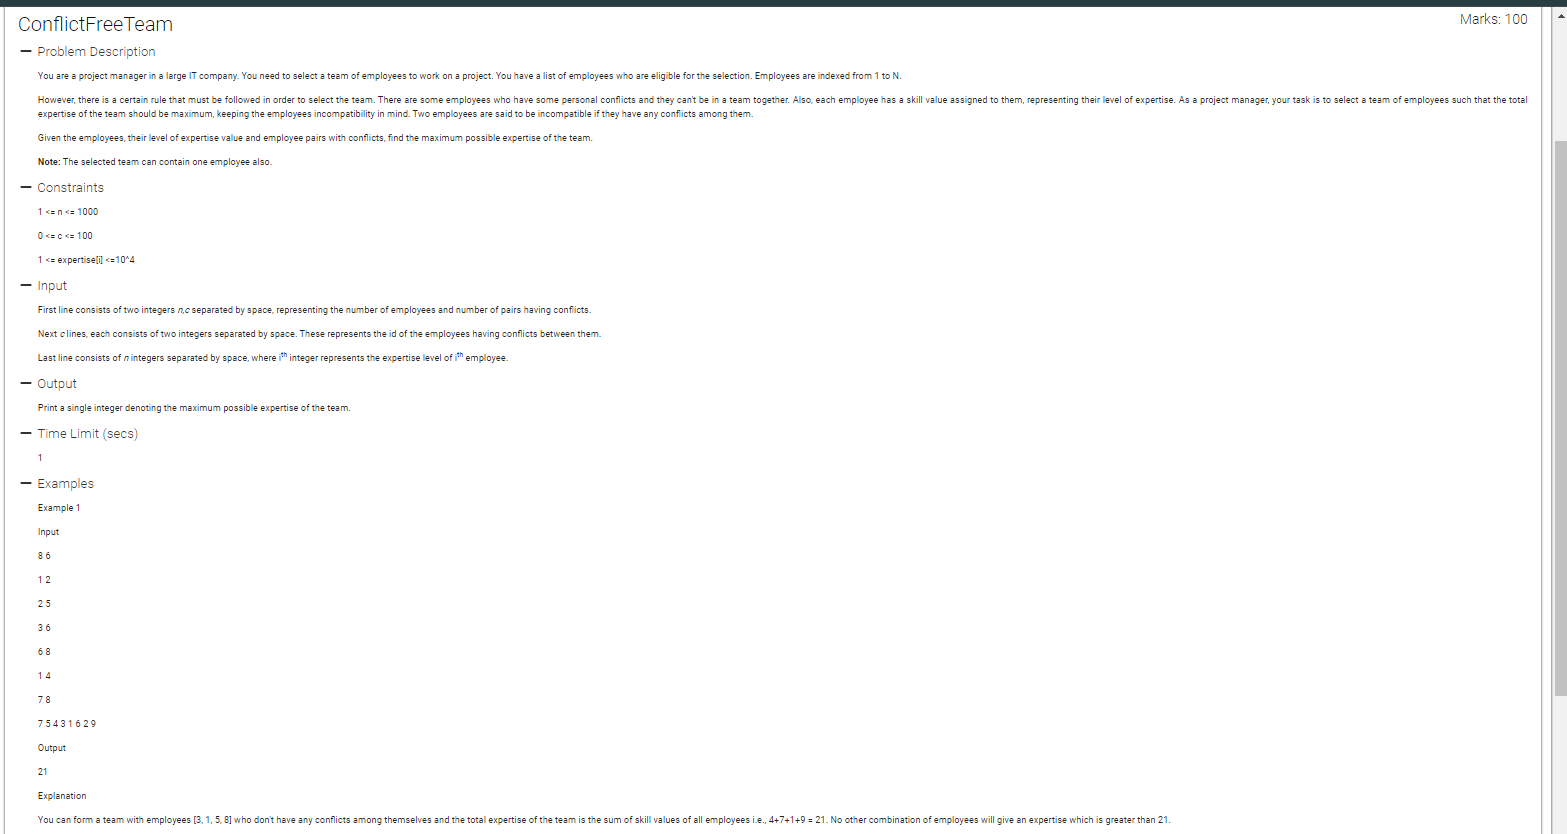 ConflictFreeTeam
Marks: 100
Problem Description
You are a project manager in a large IT company. You need to select a team of employees to work on a project. You have a list of employees who are eligible for the selection. Employees are indexed from 1 to N.
However, there is a certain rule that must be followed in order to select the team. There are some employees who have some personal conflicts and they can't be in a team together. Also, each employee has a skill value assigned to them, representing their level of expertise. As a project manager, your task is to select a team of employees such that the total
expertise of the team should be maximum, keeping the employees incompatibility in mind. Two employees are said to be incompatible if they have any conflicts among them.
Given the employees, their level of expertise value and employee pairs with conflicts, find the maximum possible expertise of the team.
Note: The selected team can contain one employee also.
Constraints
1 <= n <= 1000
0 <= c <= 100
1 <= expertise[i] <=10^4
Input
First line consists of two integers n,c separated by space, representing the number of employees and number of pairs having conflicts.
Next c lines, each consists of two integers separated by space. These represents the id of the employees having conflicts between them.
Last line consists of n integers separated by space, where ith integer represents the expertise level of ith employee.
Output
Print a single integer denoting the maximum possible expertise of the team.
Time Limit (secs)
1
Examples
Example 1
Input
8 6
1 2
2 5
3 6
6 8
1 4
7 8
7 5 4 3 1 6 2 9
Output
21
Explanation
You can form a team with employees [3, 1, 5, 8] who don't have any conflicts among themselves and the total expertise of the team is the sum of skill values of all employees i.e., 4+7+1+9 = 21. No other combination of employees will give an expertise which is greater than 21.